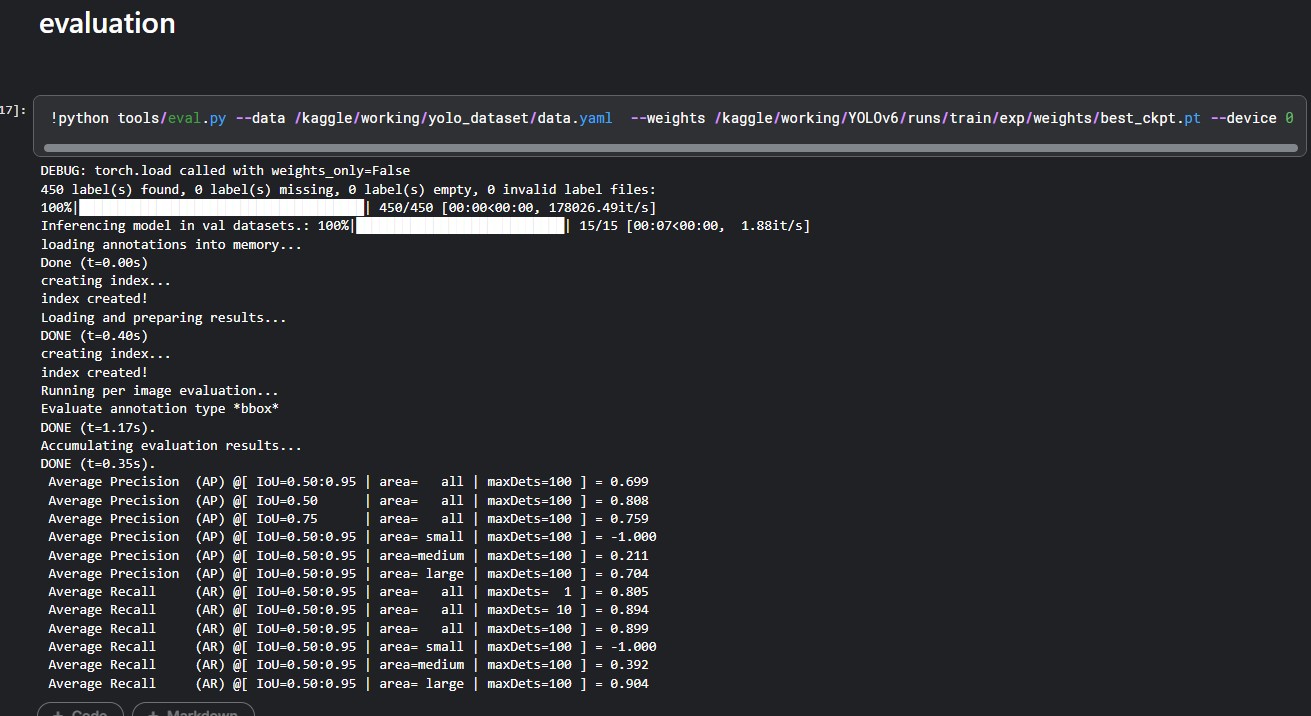 evaluation
17]:
!python tools/eval.py --data /kaggle/working/yolo_dataset/data.yaml  --weights /kaggle/working/YOLOv6/runs/train/exp/weights/best_ckpt.pt --device 0
DEBUG: torch.load called with weights_only=False
450 label(s) found, 0 label(s) missing, 0 label(s) empty, 0 invalid label files:
100%|██████████████████████████████████████| 450/450 [00:00<00:00, 178026.49it/s]
Inferencing model in val datasets.: 100%|████████████████████████████| 15/15 [00:07<00:00,  1.88it/s]
loading annotations into memory...
Done (t=0.00s)
creating index...
index created!
Loading and preparing results...
DONE (t=0.40s)
creating index...
index created!
Running per image evaluation...
Evaluate annotation type *bbox*
DONE (t=1.17s).
Accumulating evaluation results...
DONE (t=0.35s).
 Average Precision  (AP) @[ IoU=0.50:0.95 | area=   all | maxDets=100 ] = 0.699
 Average Precision  (AP) @[ IoU=0.50      | area=   all | maxDets=100 ] = 0.808
 Average Precision  (AP) @[ IoU=0.75      | area=   all | maxDets=100 ] = 0.759
 Average Precision  (AP) @[ IoU=0.50:0.95 | area= small | maxDets=100 ] = -1.000
 Average Precision  (AP) @[ IoU=0.50:0.95 | area=medium | maxDets=100 ] = 0.211
 Average Precision  (AP) @[ IoU=0.50:0.95 | area= large | maxDets=100 ] = 0.704
 Average Recall     (AR) @[ IoU=0.50:0.95 | area=   all | maxDets=  1 ] = 0.805
 Average Recall     (AR) @[ IoU=0.50:0.95 | area=   all | maxDets= 10 ] = 0.894
 Average Recall     (AR) @[ IoU=0.50:0.95 | area=   all | maxDets=100 ] = 0.899
 Average Recall     (AR) @[ IoU=0.50:0.95 | area= small | maxDets=100 ] = -1.000
 Average Recall     (AR) @[ IoU=0.50:0.95 | area=medium | maxDets=100 ] = 0.392
 Average Recall     (AR) @[ IoU=0.50:0.95 | area= large | maxDets=100 ] = 0.904
+ Code + Markdown